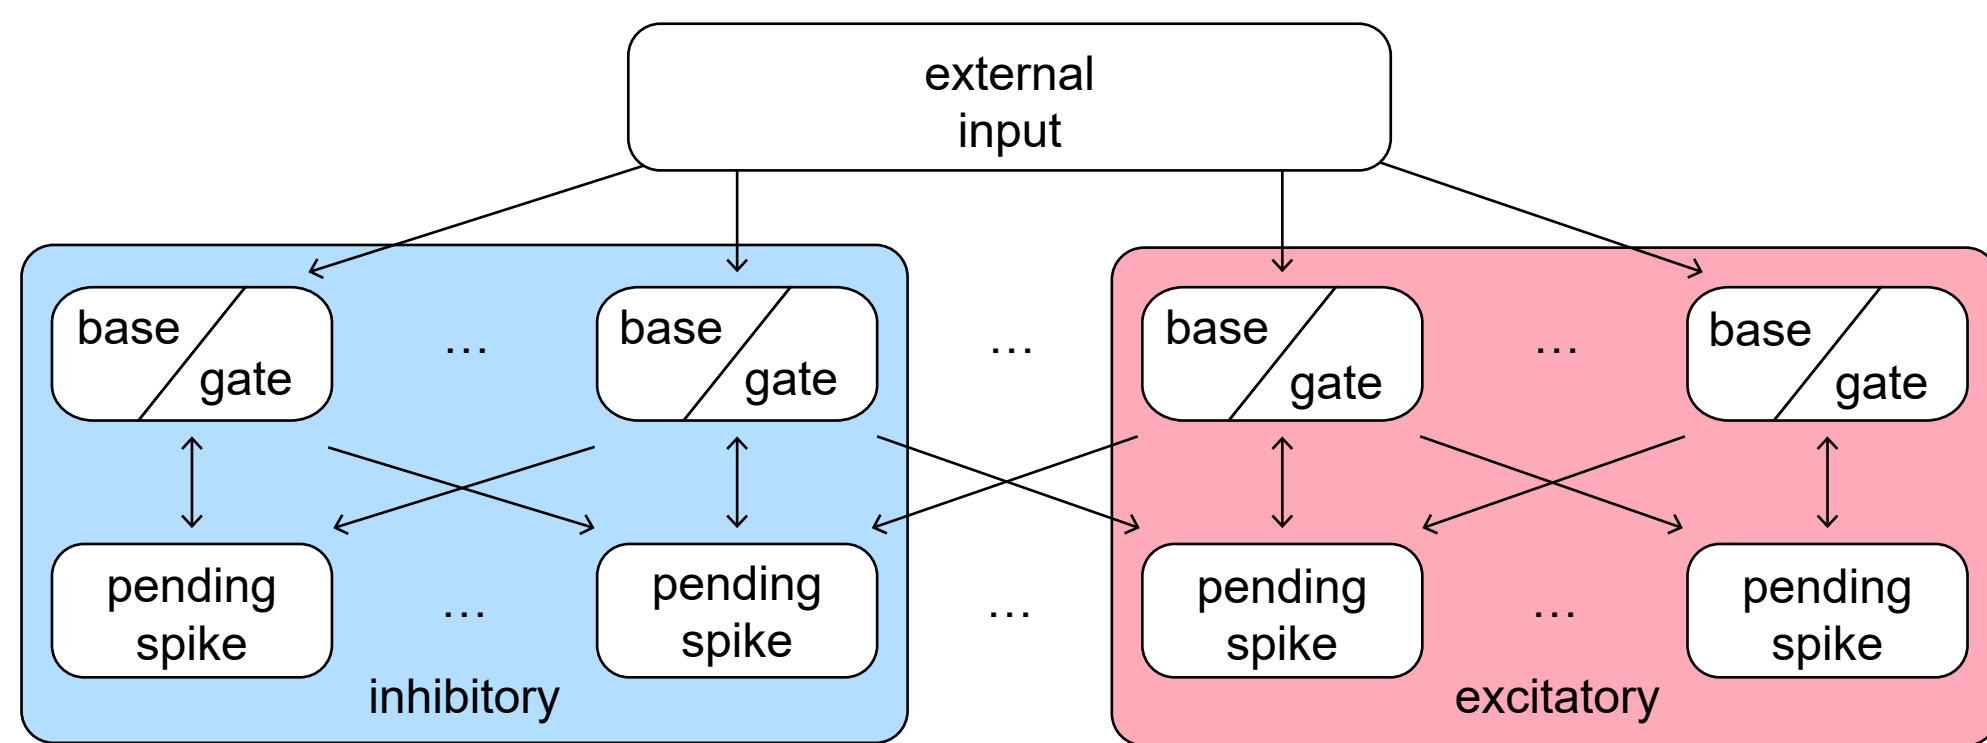 external
input
base
gate
…
base
gate
…
base
gate
…
base
gate
pending
spike
…
pending
spike
…
pending
spike
…
pending
spike
inhibitory
excitatory